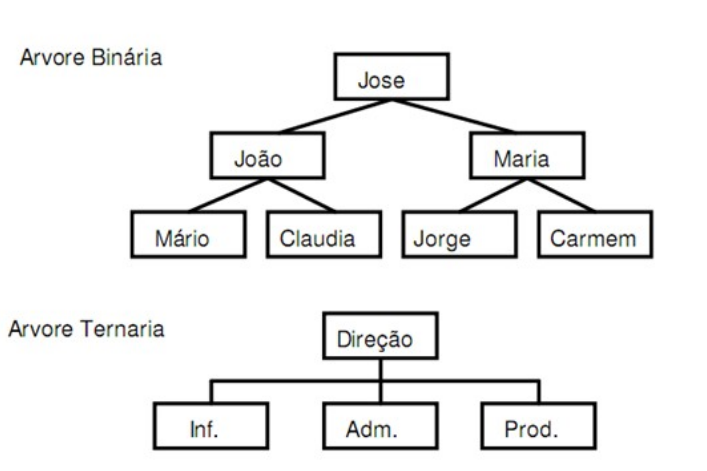 Arvore Binária
Jose
João
Maria
Mário
Claudia
Jorge
Carmem
Arvore Ternaria
Direção
Inf.
Adm.
Prod.